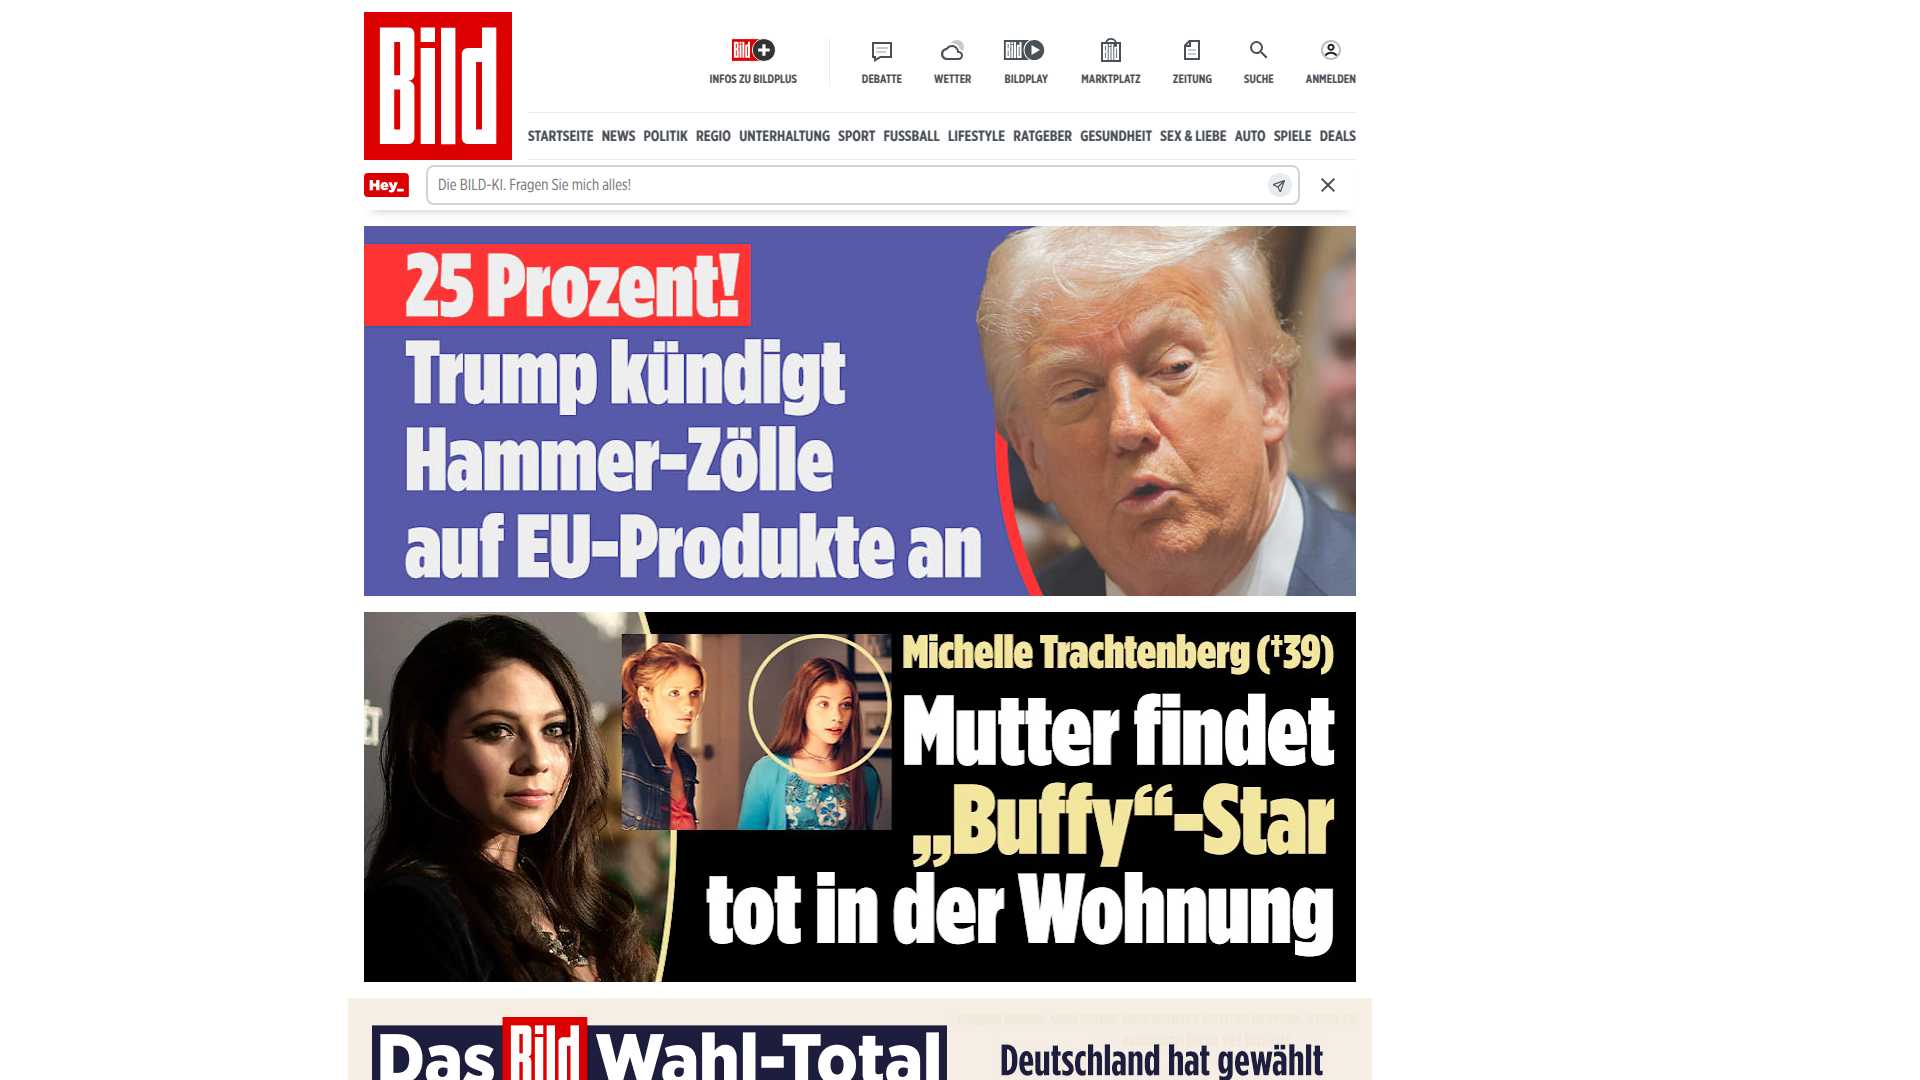 Bild
Bild
INFOS ZU BILDPLUS
DEBATTE
WETTER
Bild
BILDPLAY
Bild
MARKTPLATZ
ZEITUNG
SUCHE
ANMELDEN
STARTSEITE NEWS POLITIK REGIO UNTERHALTUNG SPORT FUSSBALL LIFESTYLE RATGEBER GESUNDHEIT SEX & LIEBE AUTO SPIELE DEALS
Hey_
Die BILD-KI. Fragen Sie mich alles!
25 Prozent!
Trump kündigt
Hammer-Zölle
auf EU-Produkte an
Michelle Trachtenberg (†39)
Mutter findet
„Buffy“-Star
tot in der Wohnung
Das Bild Wahl-Total
Deutschland hat gewählt